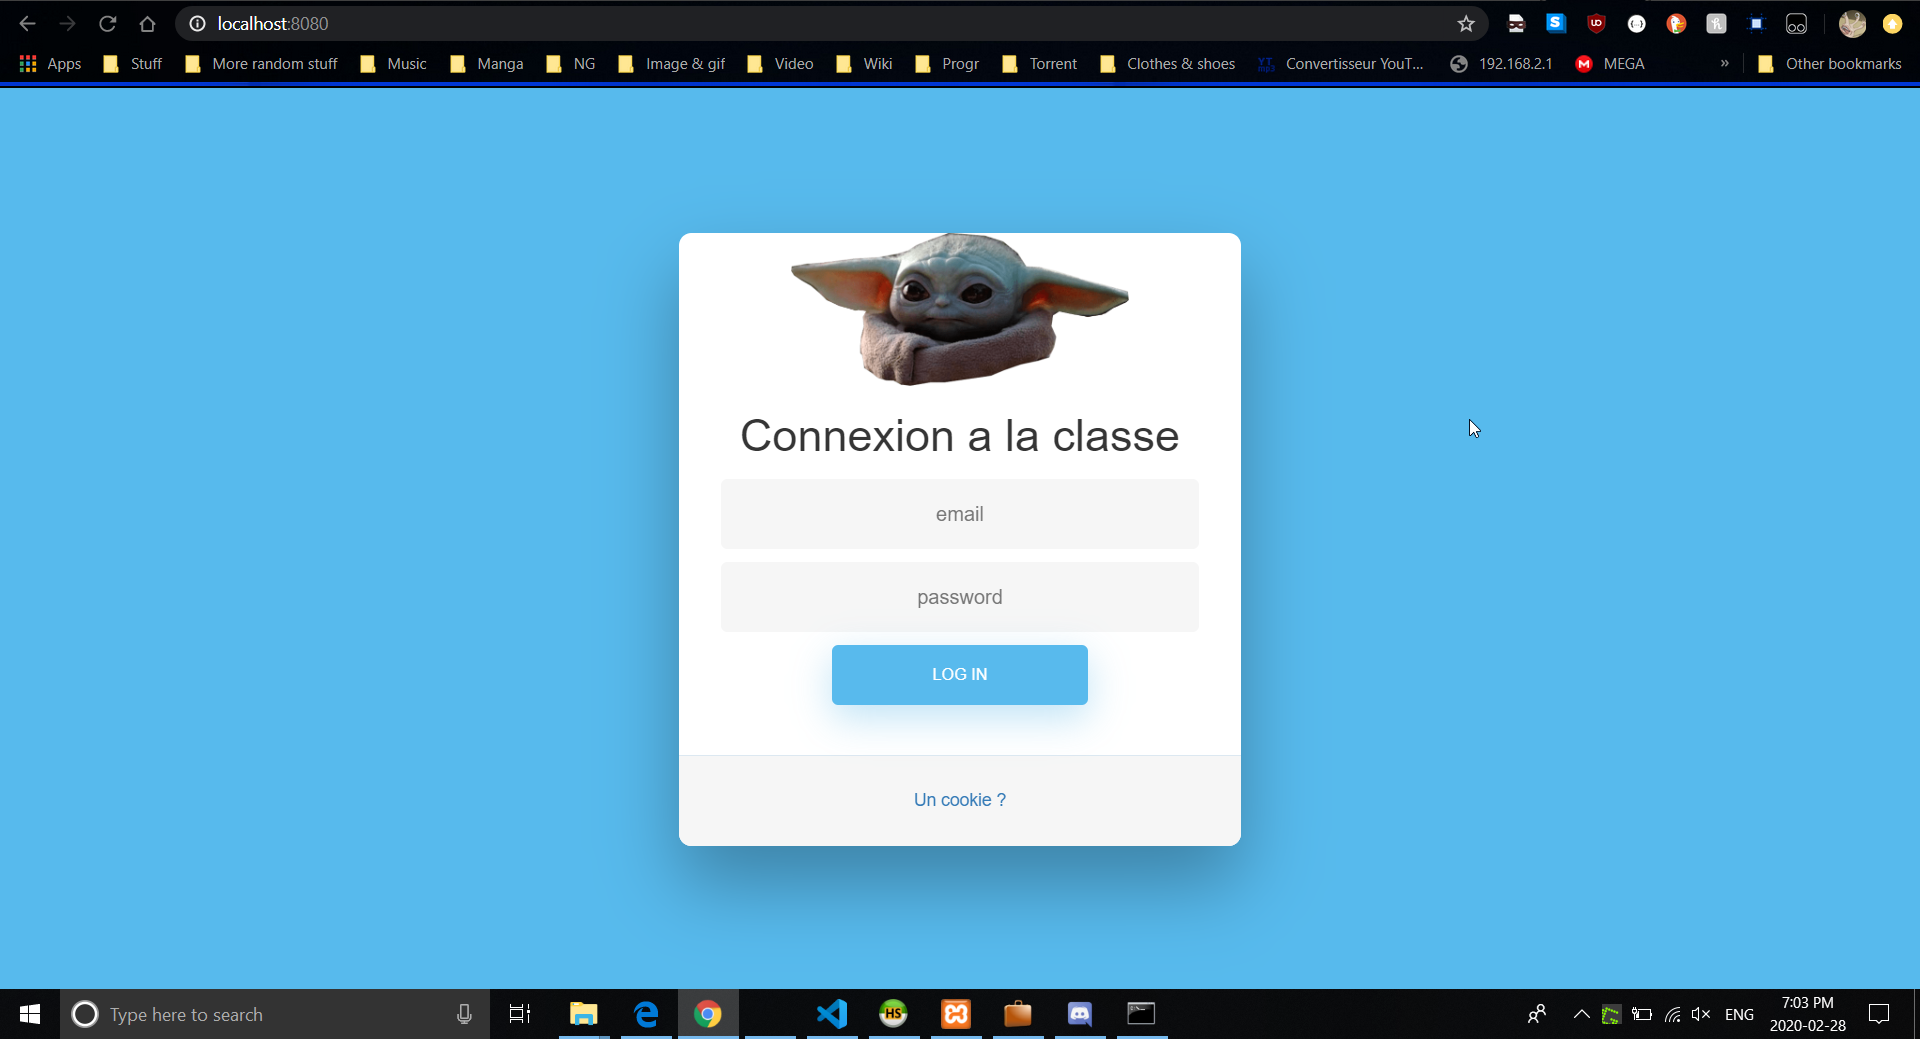 localhost:8080
Apps Stuff More random stuff Music Manga NG Image & gif Video Wiki Progr Torrent Clothes & shoes Convertisseur YouT... 192.168.2.1 MEGA » Other bookmarks
Connexion a la classe
email
password
LOG IN
Un cookie ?
Type here to search
HS
ENG
7:03 PM
2020-02-28